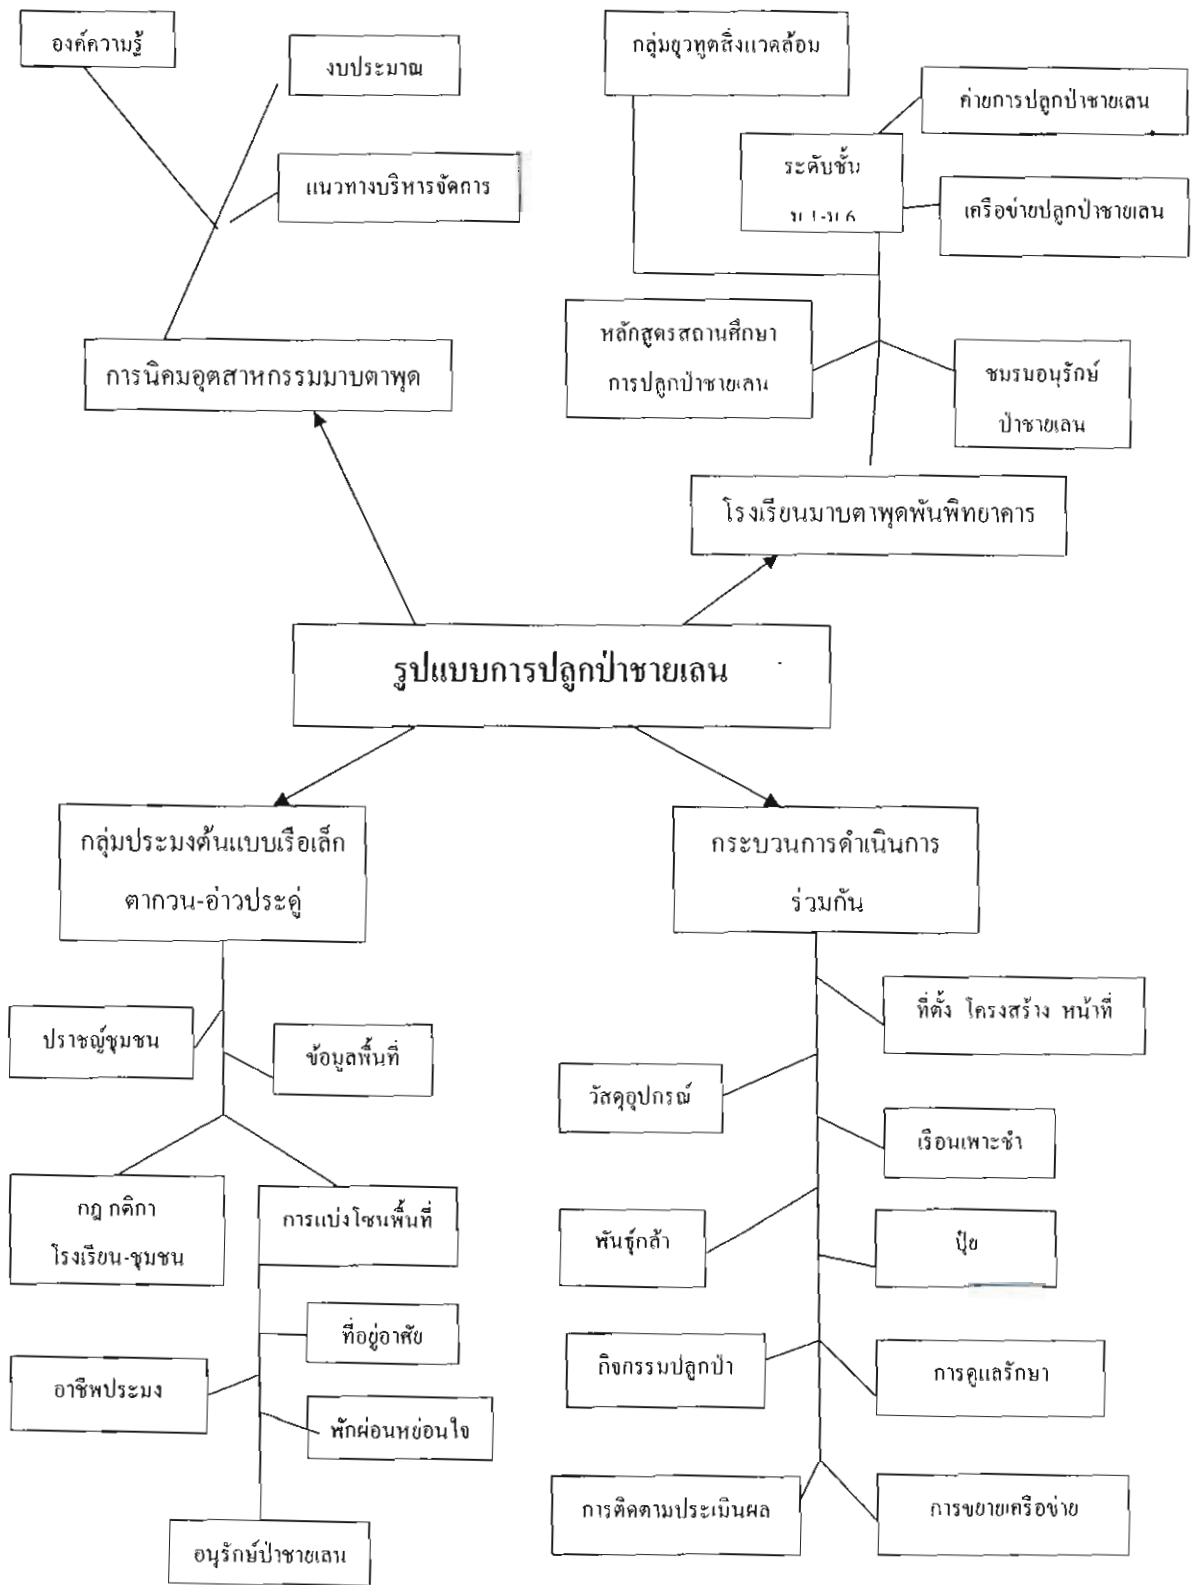 องค์ความรู้
งบประมาณ
แนวทางบริหารจัดการ
การนิคมอุตสาหกรรมมาบตาพุด
กลุ่มยุวทูตสิ่งแวดล้อม
ค่ายการปลูกป่าชายเลน
ระดับชั้น
ม.1-ม.6
เครือข่ายปลูกป่าชายเลน
หลักสูตรสถานศึกษา
การปลูกป่าชายเลน
ชมรมอนุรักษ์
ป่าชายเลน
โรงเรียนมาบตาพุดพันพิทยาคาร
รูปแบบการปลูกป่าชายเลน
กลุ่มประมงต้นแบบเรือเล็ก
ตากวน-อ่าวประดู่
ปราชญ์ชุมชน
ข้อมูลพื้นที่
กฎ กติกา
โรงเรียน-ชุมชน
การแบ่งโซนพื้นที่
ที่อยู่อาศัย
อาชีพประมง
พักผ่อนหย่อนใจ
อนุรักษ์ป่าชายเลน
กระบวนการดำเนินการ
ร่วมกัน
ที่ตั้ง โครงสร้าง หน้าที่
วัสดุอุปกรณ์
เรือนเพาะชำ
พันธุ์กล้า
ปุ๋ย
กิจกรรมปลูกป่า
การดูแลรักษา
การติดตามประเมินผล
การขยายเครือข่าย